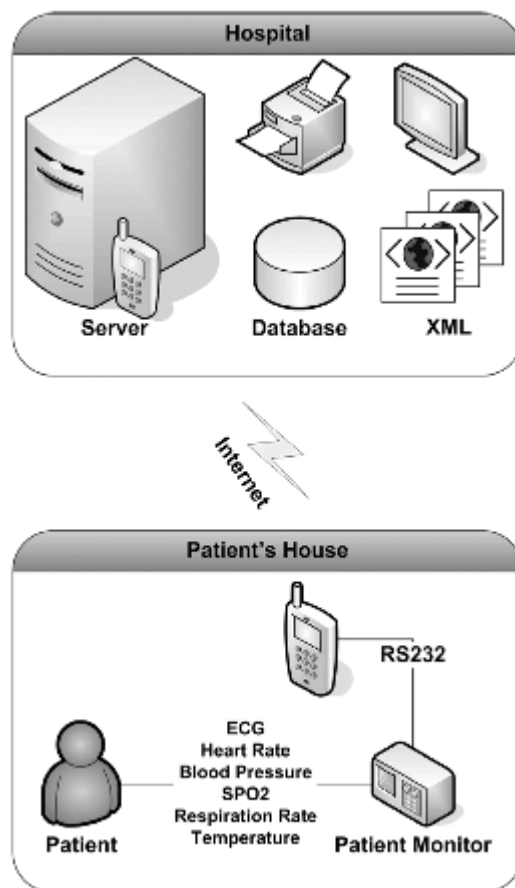 Hospital
Server
Database
XML
Internet
Patient's House
RS232
ECG
Heart Rate
Blood Pressure
SPO2
Respiration Rate
Temperature
Patient
Patient Monitor